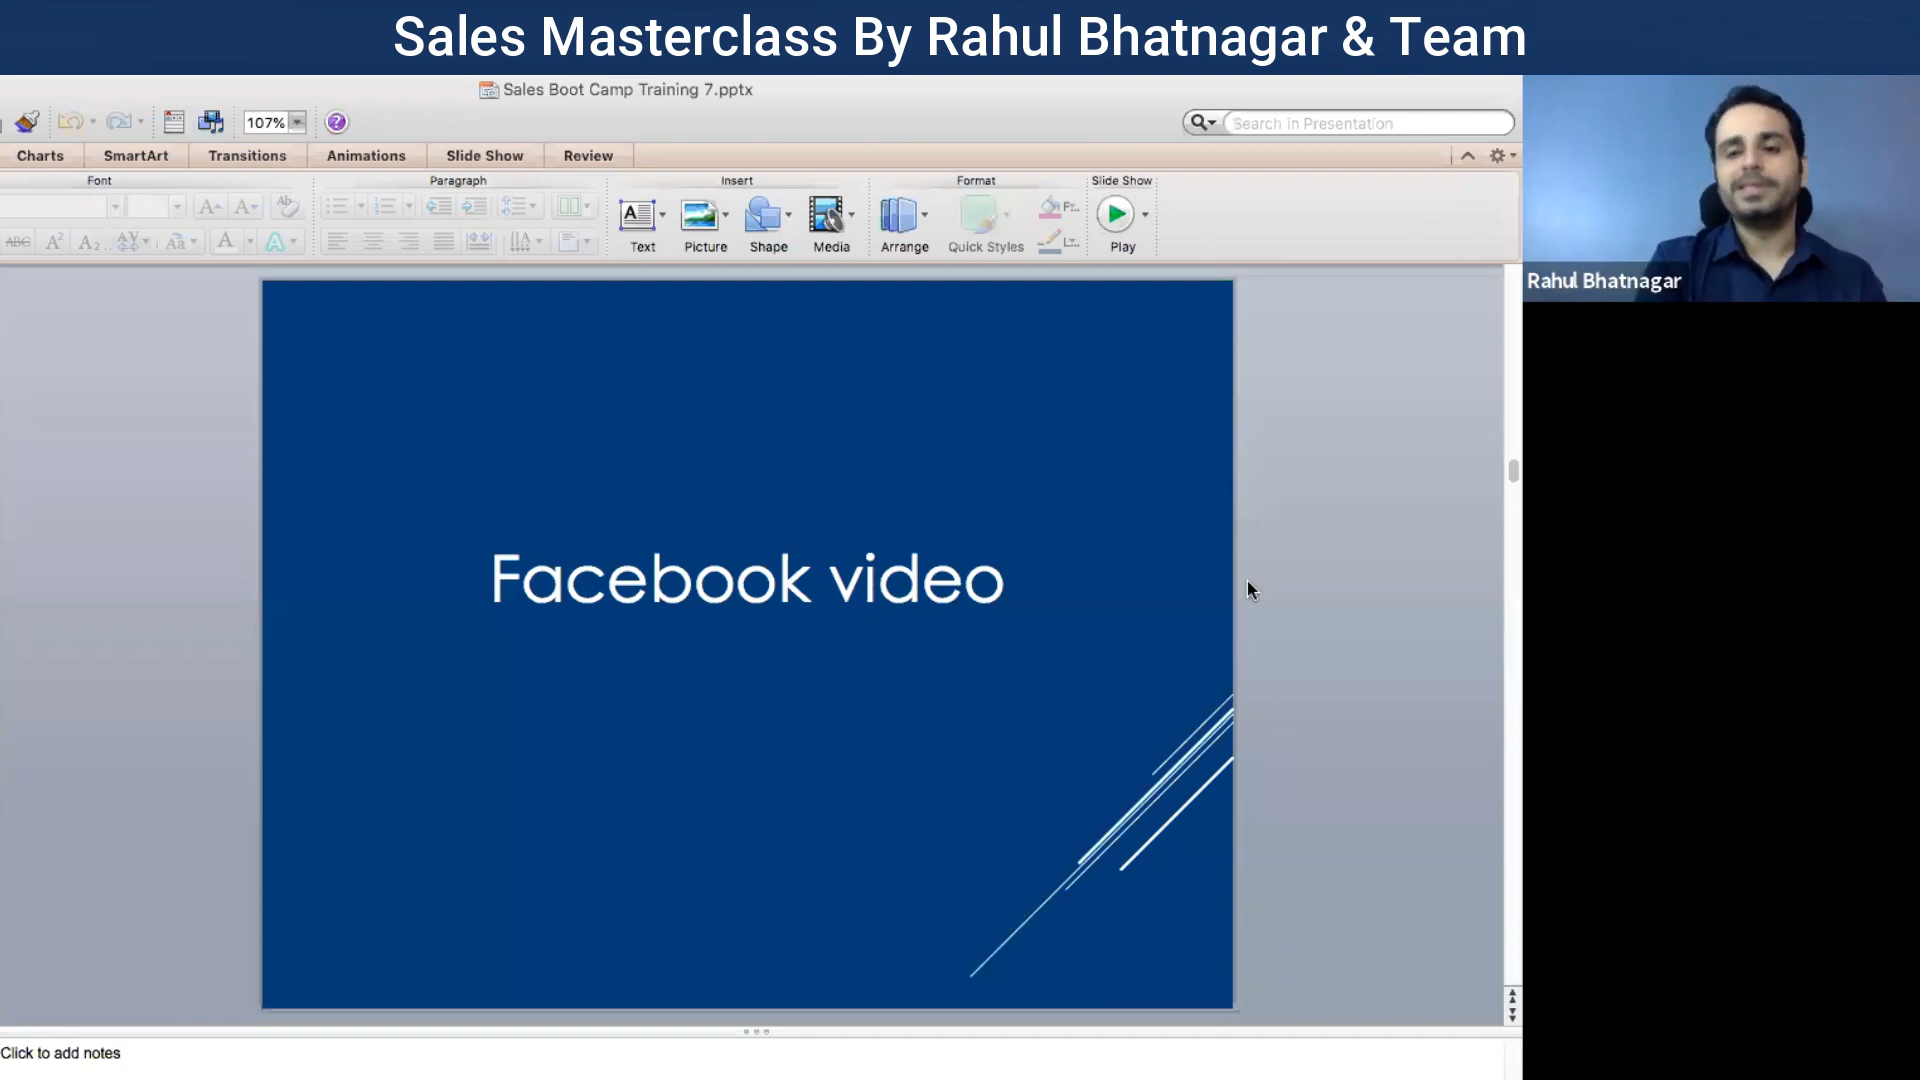 Sales Masterclass By Rahul Bhatnagar & Team
Sales Boot Camp Training 7.pptx
107%
Search in Presentation
Charts SmartArt Transitions Animations Slide Show Review
Font Paragraph Insert Format Slide Show
Text Picture Shape Media Arrange Quick Styles Play
Rahul Bhatnagar
Facebook video
Click to add notes